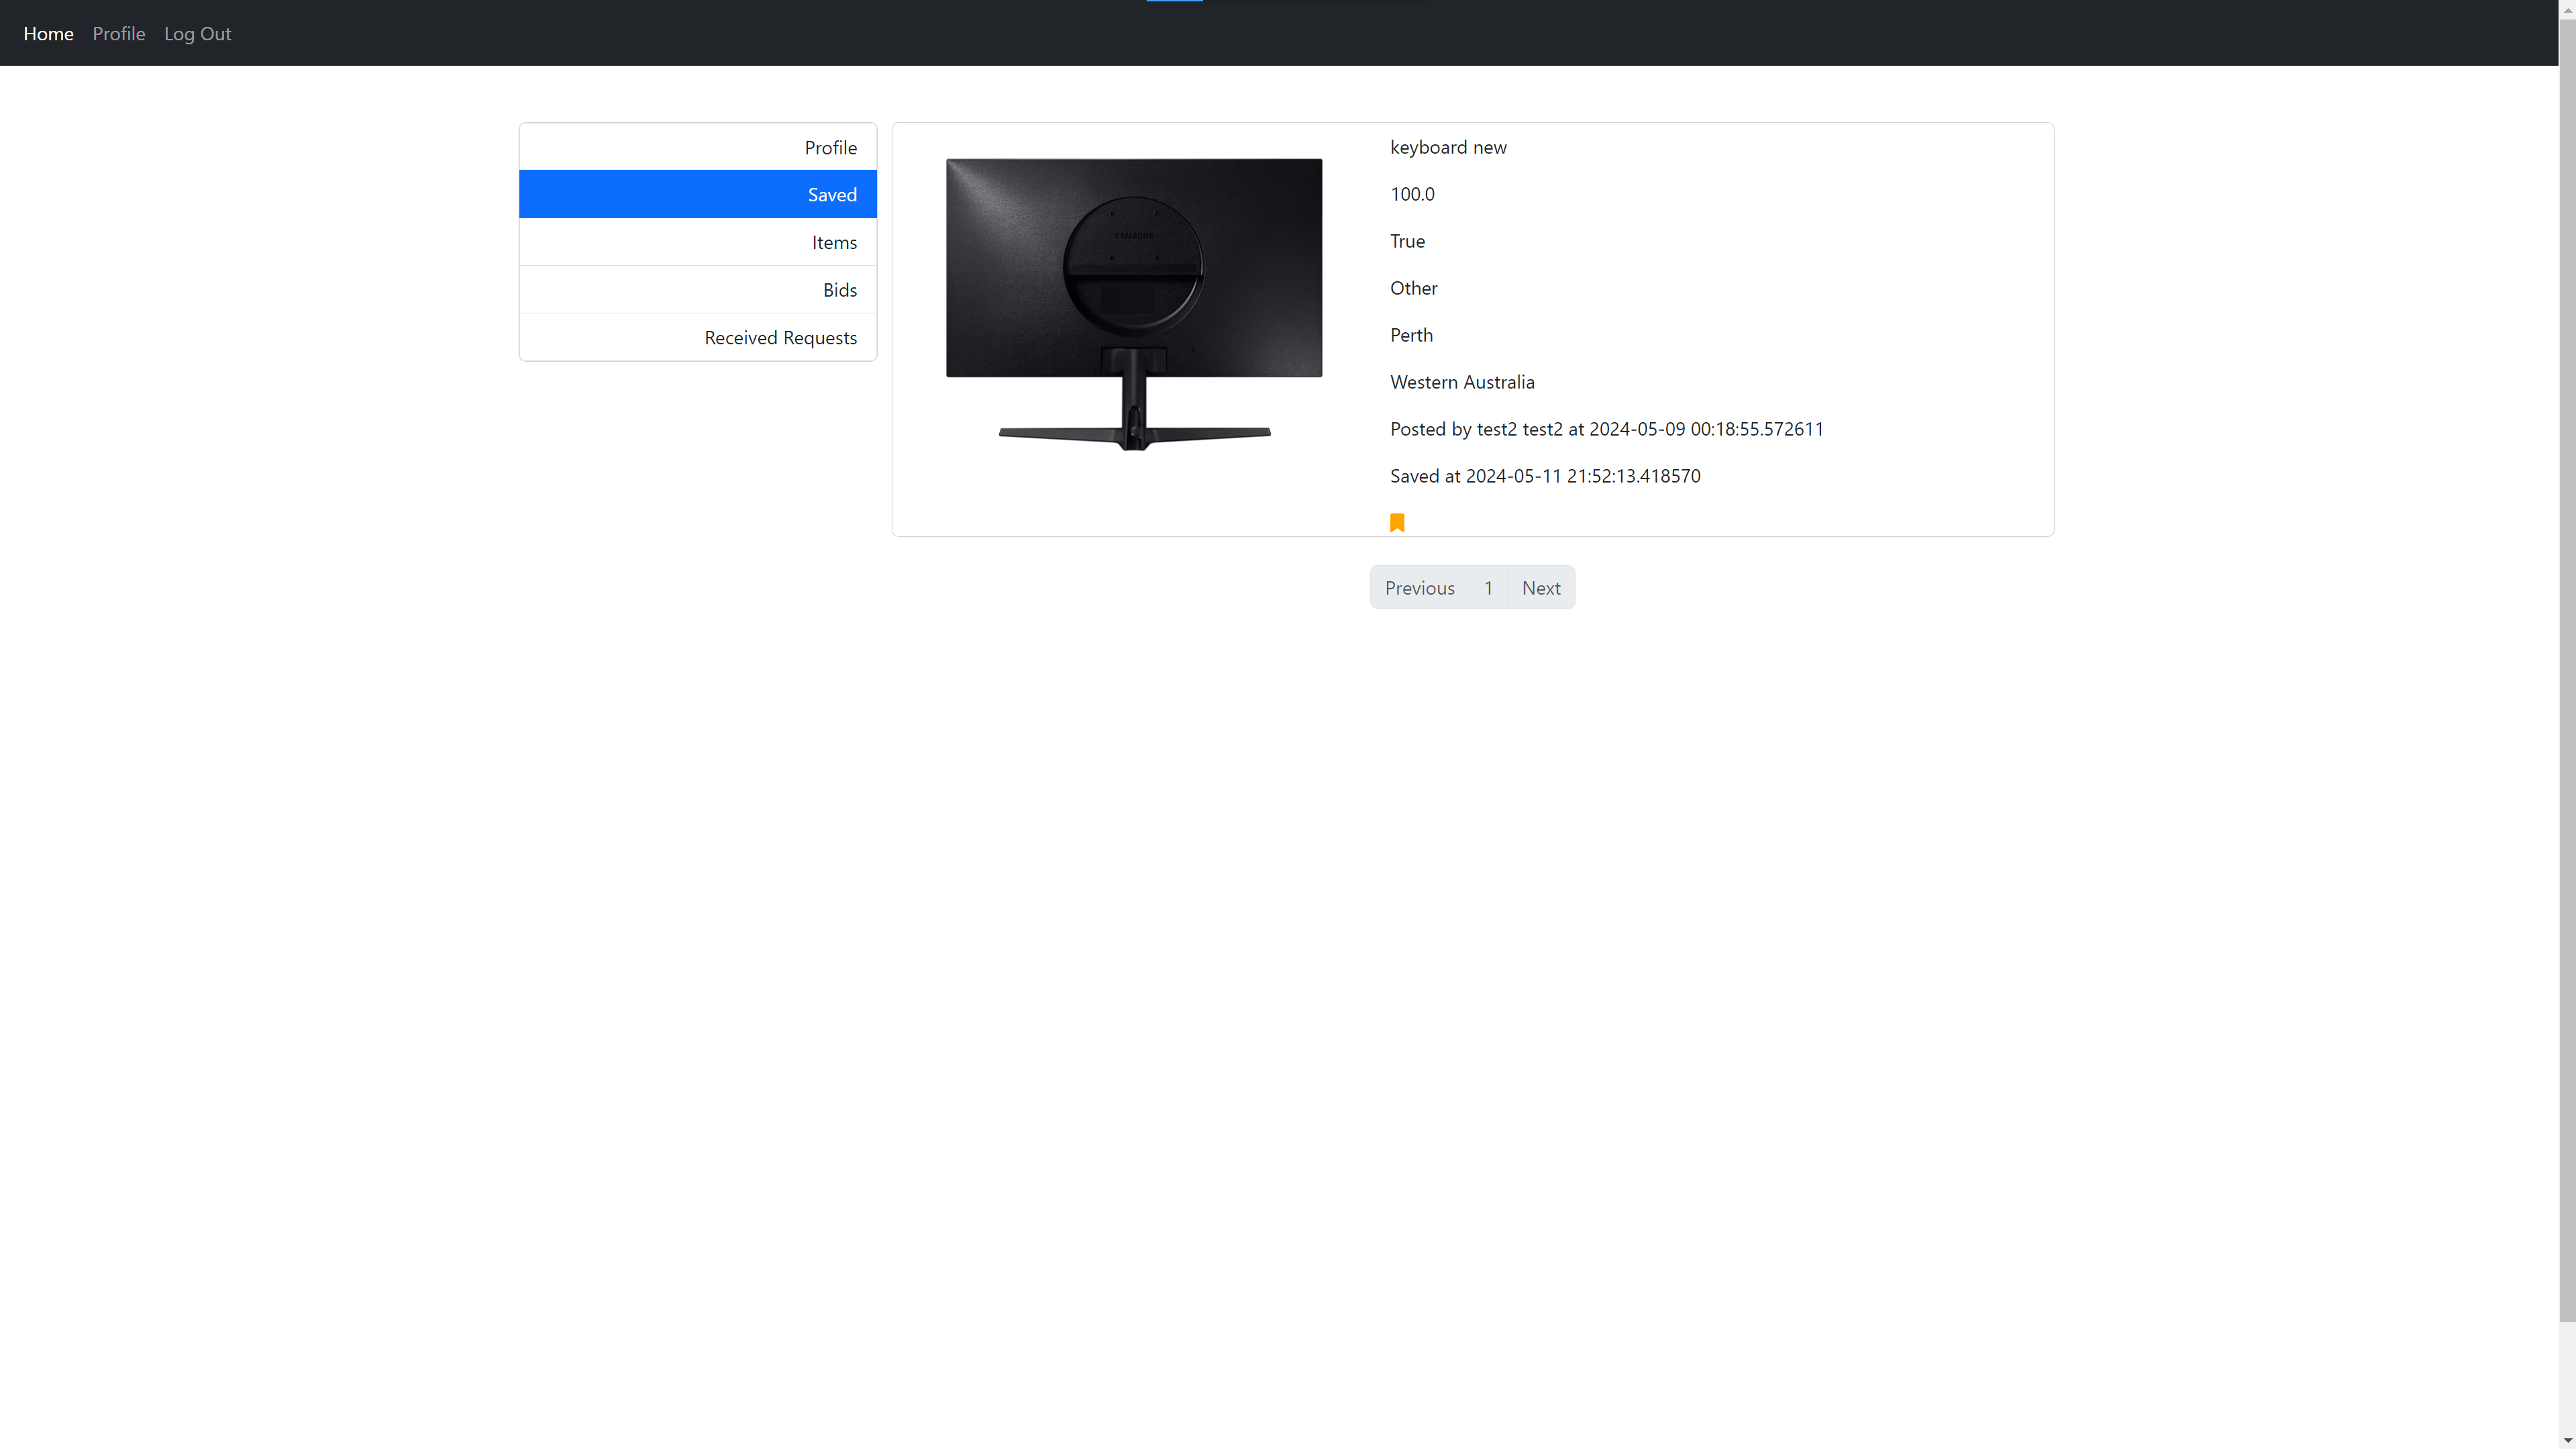 Home Profile Log Out
Profile
Saved
Items
Bids
Received Requests
SAMSUNG
keyboard new
100.0
True
Other
Perth
Western Australia
Posted by test2 test2 at 2024-05-09 00:18:55.572611
Saved at 2024-05-11 21:52:13.418570
Previous 1 Next